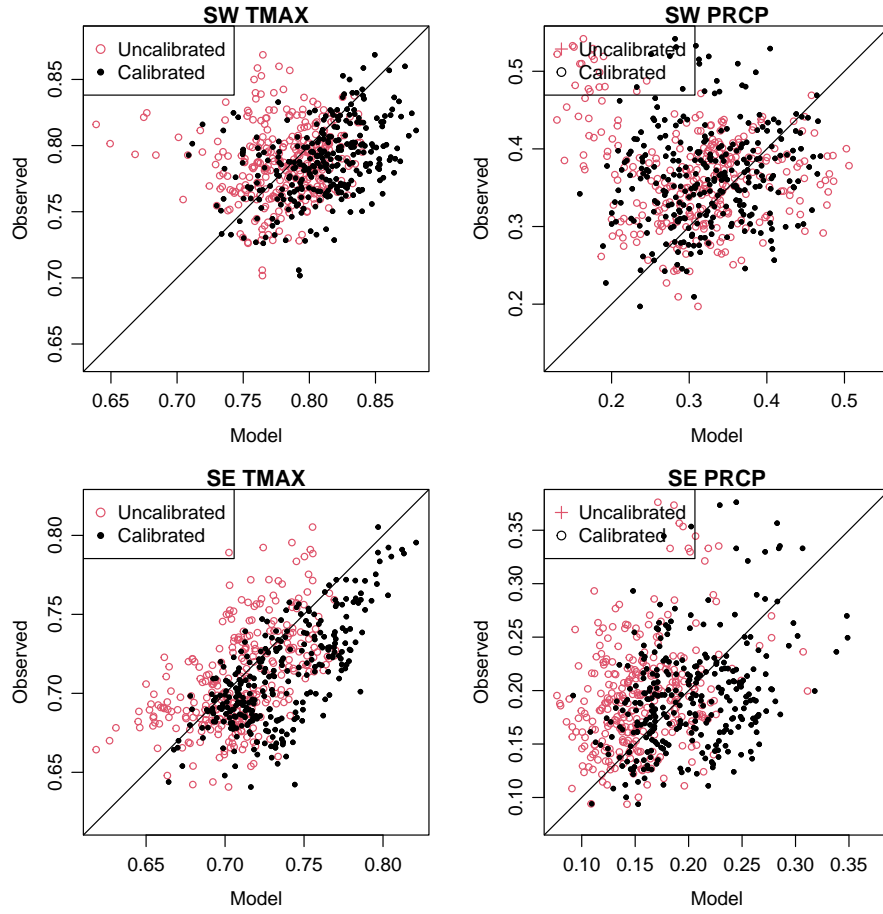 SW TMAX
Uncalibrated
Calibrated
Observed
0.65 0.70 0.75 0.80 0.85
0.65 0.70 0.75 0.80 0.85
Model
SW PRCP
Uncalibrated
Calibrated
Observed
0.2 0.3 0.4 0.5
0.2 0.3 0.4 0.5
Model
SE TMAX
Uncalibrated
Calibrated
Observed
0.65 0.70 0.75 0.80
0.65 0.70 0.75 0.80
Model
SE PRCP
Uncalibrated
Calibrated
Observed
0.10 0.15 0.20 0.25 0.30 0.35
0.10 0.15 0.20 0.25 0.30 0.35
Model